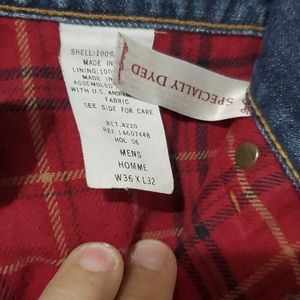 SHELL:100%
MADE IN
LINING:100
MADE IN
ASSEMBLED
WITH U.S. AND
FABRIC
SEE SIDE FOR CARE
RET.4220
REF.1460744B
HOL 06
MENS
HOMME
W36 X L32
SPECIALLY DYED